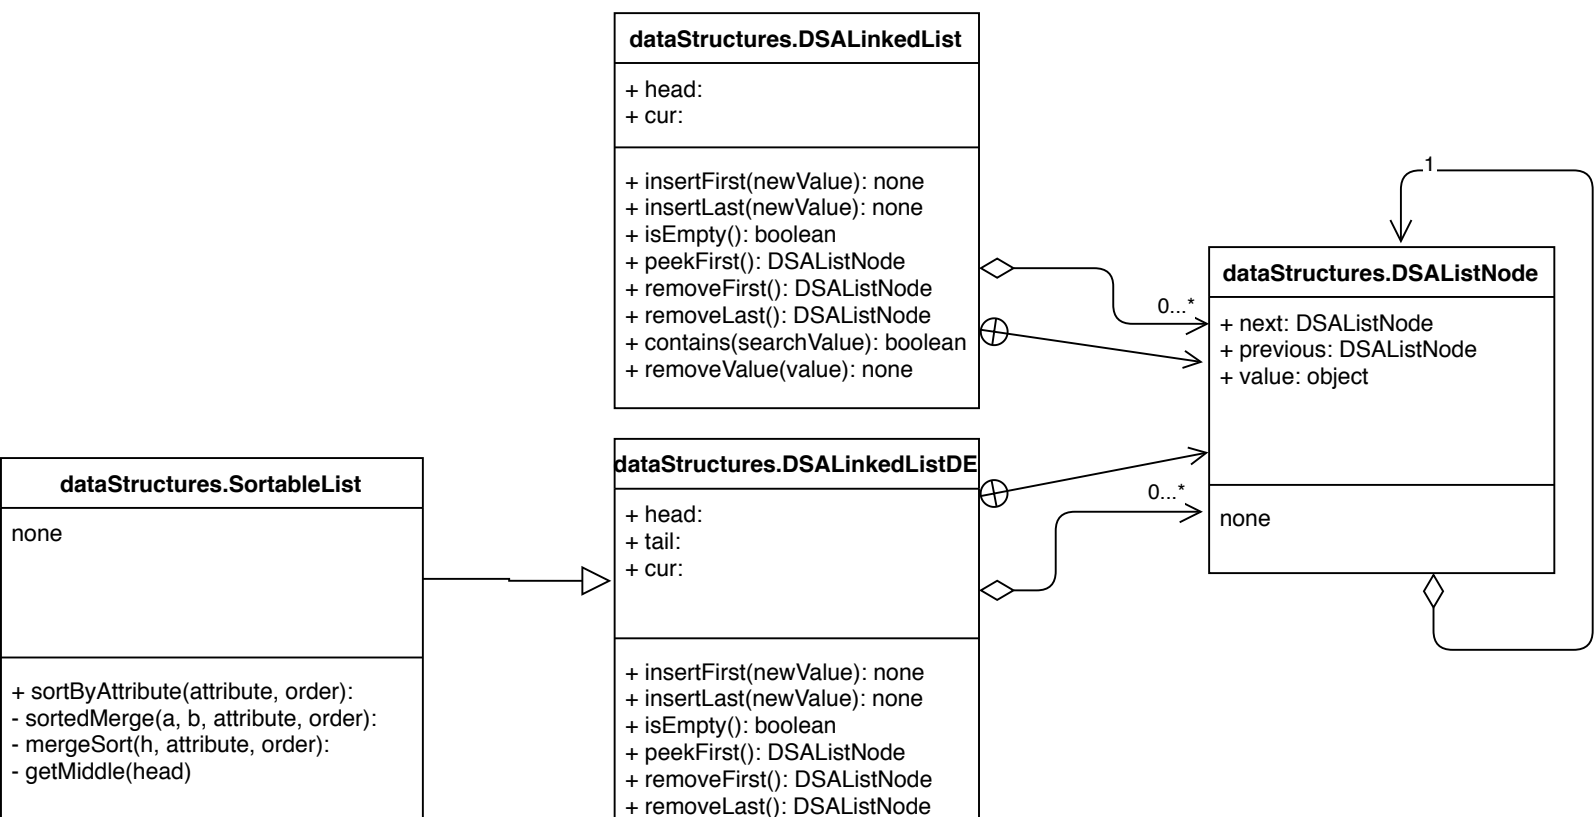 dataStructures.DSALinkedList
+ head:
+ cur:
+ insertFirst(newValue): none
+ insertLast(newValue): none
+ isEmpty(): boolean
+ peekFirst(): DSAListNode
+ removeFirst(): DSAListNode
+ removeLast(): DSAListNode
+ contains(searchValue): boolean
+ removeValue(value): none
0...*
1
dataStructures.DSAListNode
+ next: DSAListNode
+ previous: DSAListNode
+ value: object
none
dataStructures.SortableList
none
+ sortByAttribute(attribute, order):
- sortedMerge(a, b, attribute, order):
- mergeSort(h, attribute, order):
- getMiddle(head)
dataStructures.DSALinkedListDE
+ head:
+ tail:
+ cur:
+ insertFirst(newValue): none
+ insertLast(newValue): none
+ isEmpty(): boolean
+ peekFirst(): DSAListNode
+ removeFirst(): DSAListNode
+ removeLast(): DSAListNode
0...*